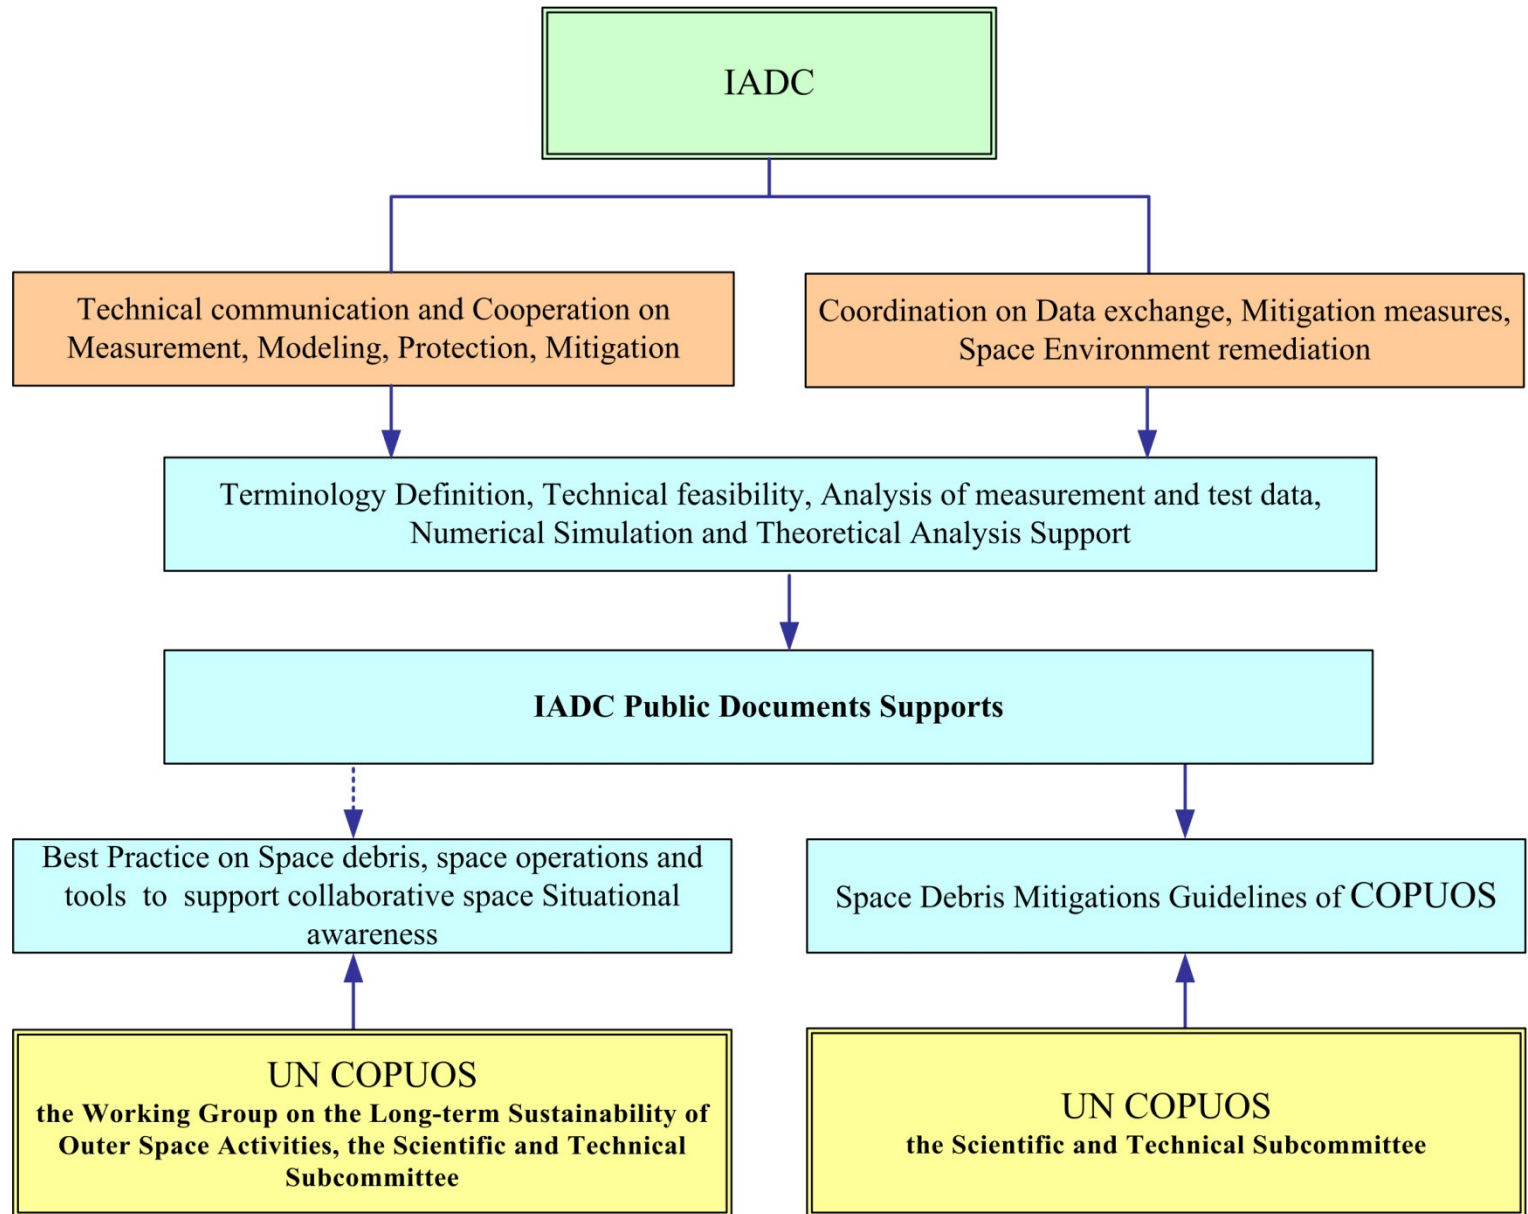 IADC
Technical communication and Cooperation on
Measurement, Modeling, Protection, Mitigation
Coordination on Data exchange, Mitigation measures,
Space Environment remediation
Terminology Definition, Technical feasibility, Analysis of measurement and test data,
Numerical Simulation and Theoretical Analysis Support
IADC Public Documents Supports
Best Practice on Space debris, space operations and
tools to support collaborative space Situational
awareness
Space Debris Mitigations Guidelines of COPUOS
UN COPUOS
the Working Group on the Long-term Sustainability of
Outer Space Activities, the Scientific and Technical
Subcommittee
UN COPUOS
the Scientific and Technical Subcommittee